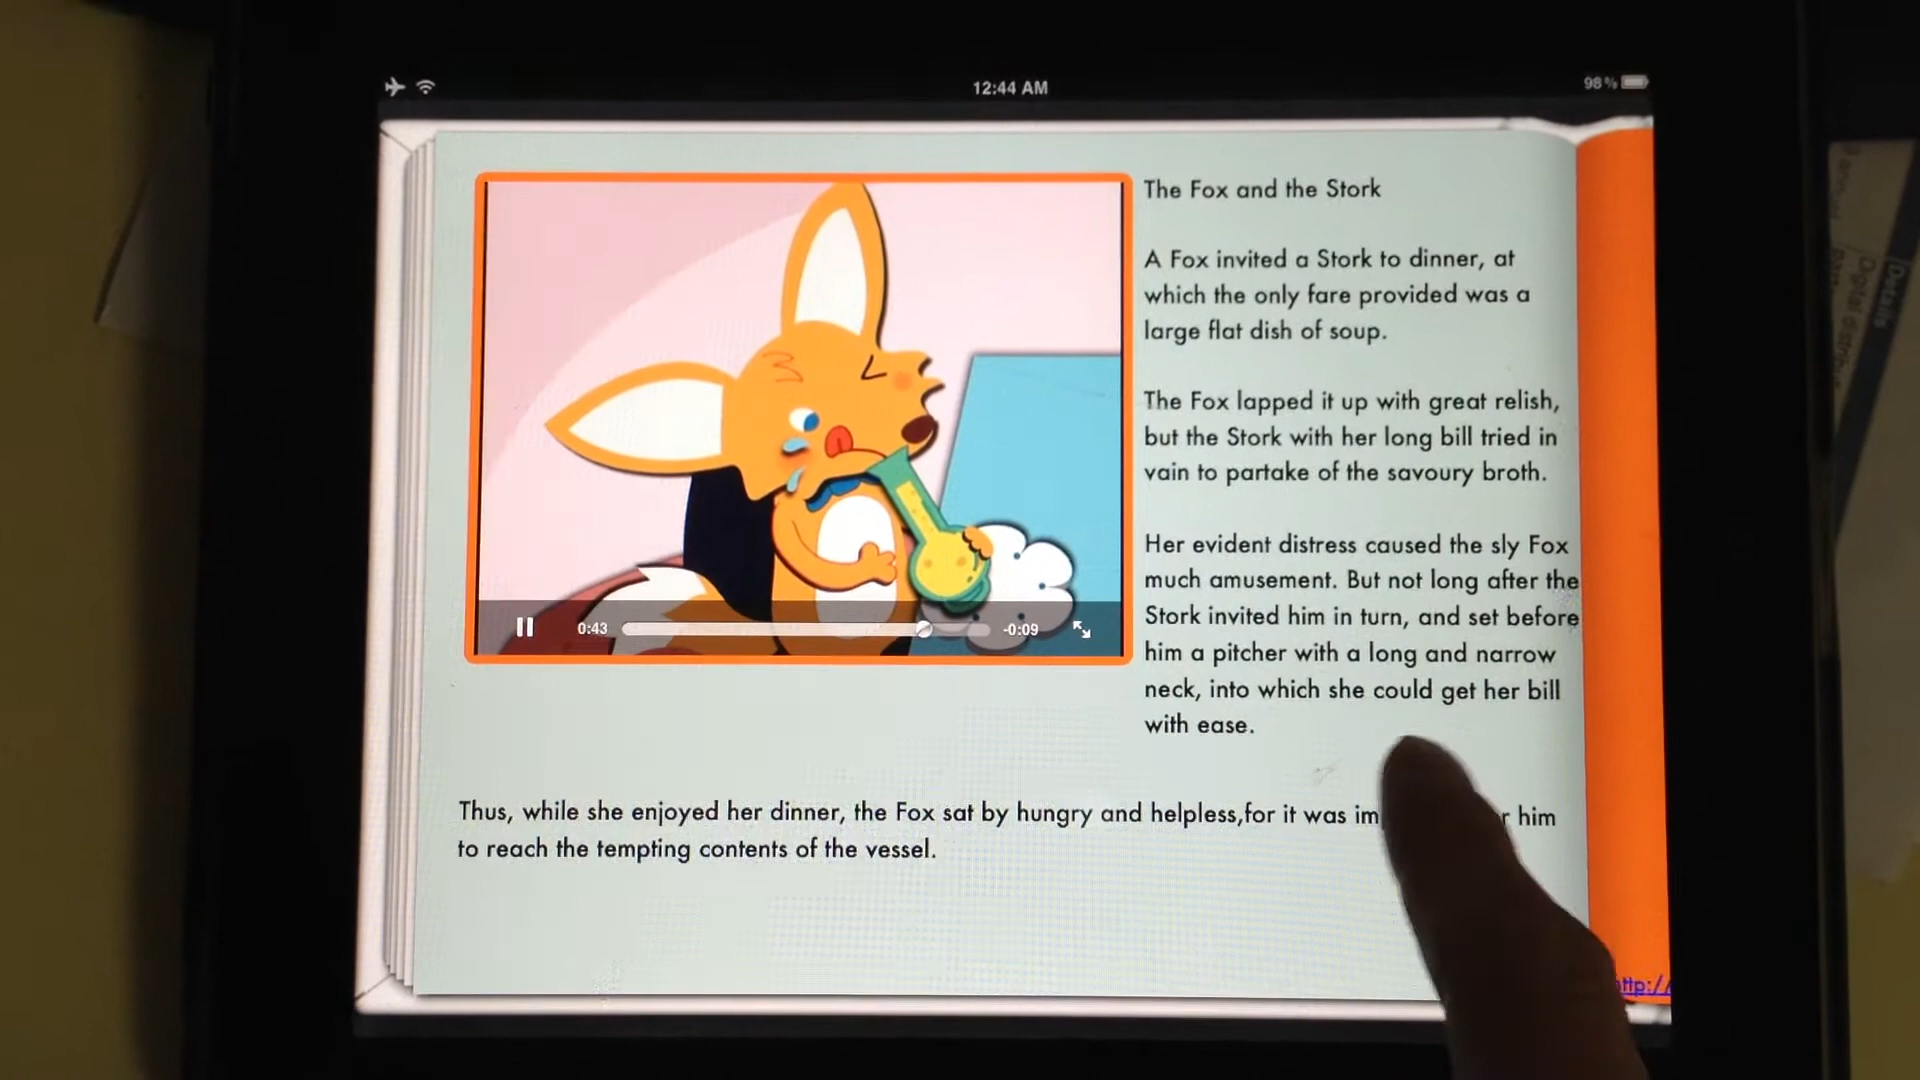 12:44 AM
98%
The Fox and the Stork
A Fox invited a Stork to dinner, at
which the only fare provided was a
large flat dish of soup.
The Fox lapped it up with great relish,
but the Stork with her long bill tried in
vain to partake of the savoury broth.
Her evident distress caused the sly Fox
much amusement. But not long after the
Stork invited him in turn, and set before
him a pitcher with a long and narrow
neck, into which she could get her bill
with ease.
0:43
-0:09
Thus, while she enjoyed her dinner, the Fox sat by hungry and helpless,for it was im
him
to reach the tempting contents of the vessel.
http:/
Details
Digital